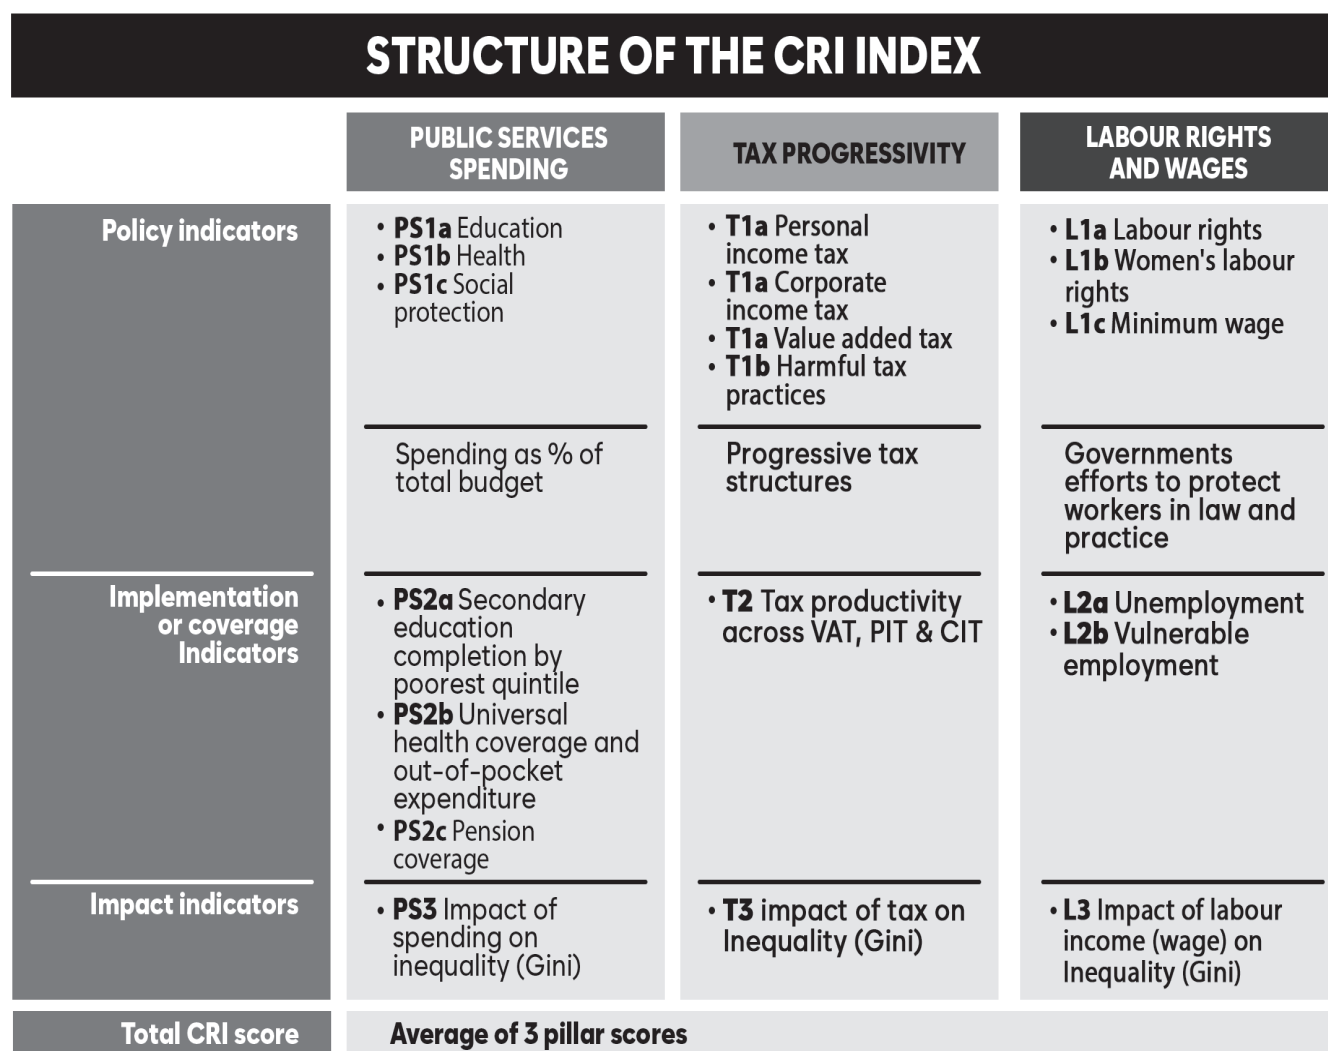 STRUCTURE OF THE CRI INDEX
PUBLIC SERVICES
SPENDING
TAX PROGRESSIVITY
LABOUR RIGHTS
AND WAGES
Policy indicators
• PS1a Education
• PS1b Health
• PS1c Social
protection
• T1a Personal
income tax
• T1a Corporate
income tax
• T1a Value added tax
• T1b Harmful tax
practices
• L1a Labour rights
• L1b Women's labour
rights
• L1c Minimum wage
Spending as % of
total budget
Progressive tax
structures
Governments
efforts to protect
workers in law and
practice
Implementation
or coverage
Indicators
• PS2a Secondary
education
completion by
poorest quintile
• PS2b Universal
health coverage and
out-of-pocket
expenditure
• PS2c Pension
coverage
• T2 Tax productivity
across VAT, PIT & CIT
• L2a Unemployment
• L2b Vulnerable
employment
Impact indicators
• PS3 Impact of
spending on
inequality (Gini)
• T3 impact of tax on
Inequality (Gini)
• L3 Impact of labour
income (wage) on
Inequality (Gini)
Total CRI score
Average of 3 pillar scores